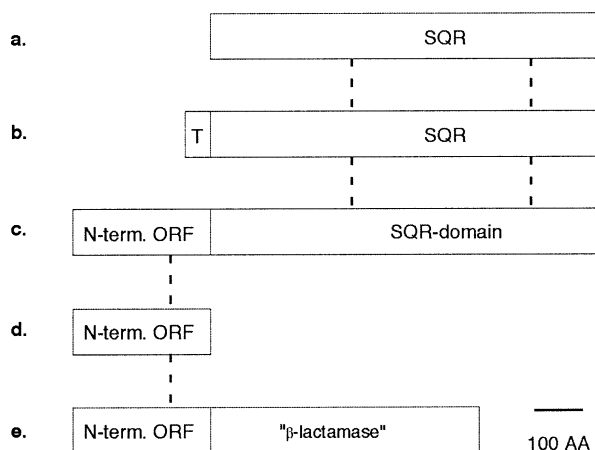 a. SQR
b. T SQR
c. N-term. ORF SQR-domain
d. N-term. ORF
e. N-term. ORF "β-lactamase"
100 AA